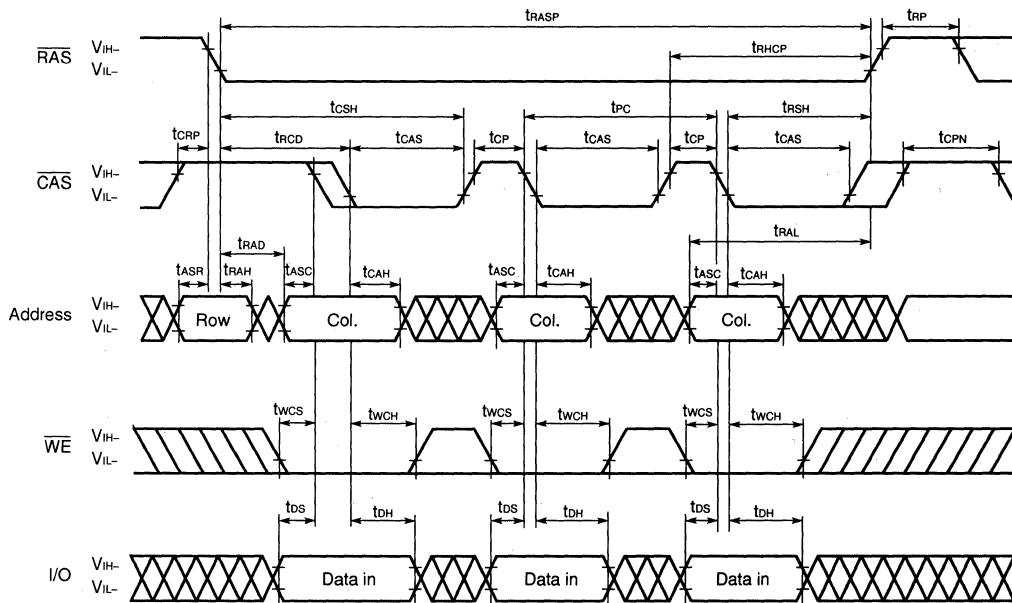 tRASP tRP
RAS VIH– VIL– tRHCP
tCSH tPC tRSH
tCRP tRCD tCAS tCP tCAS tCP tCAS tCPN
CAS VIH– VIL–
tRAD tRAL
tASR tRAH tASC tCAH tASC tCAH tASC tCAH
Address VIH– VIL– Row Col. Col. Col.
tWCS tWCH tWCS tWCH tWCS tWCH
WE VIH– VIL–
tDS tDH tDS tDH tDS tDH
I/O VIH– VIL– Data in Data in Data in